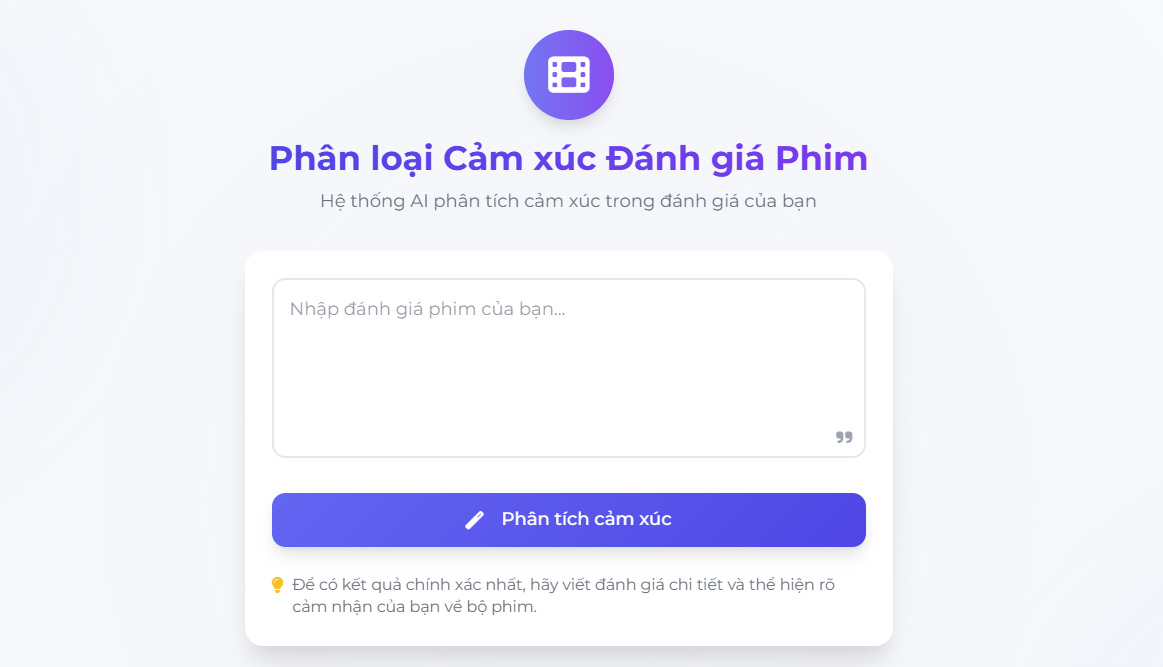 Phân loại Cảm xúc Đánh giá Phim
Hệ thống AI phân tích cảm xúc trong đánh giá của bạn
Nhập đánh giá phim của bạn...
Phân tích cảm xúc
Để có kết quả chính xác nhất, hãy viết đánh giá chi tiết và thể hiện rõ
cảm nhận của bạn về bộ phim.